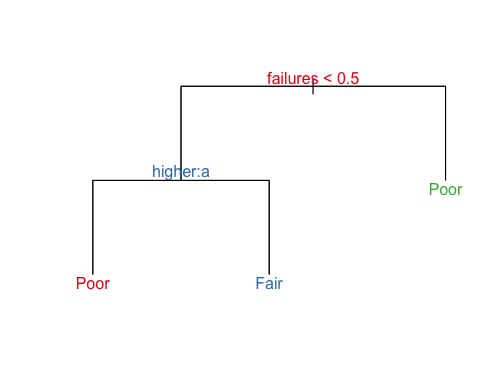 failures < 0.5
higher:a
Poor
Poor
Fair